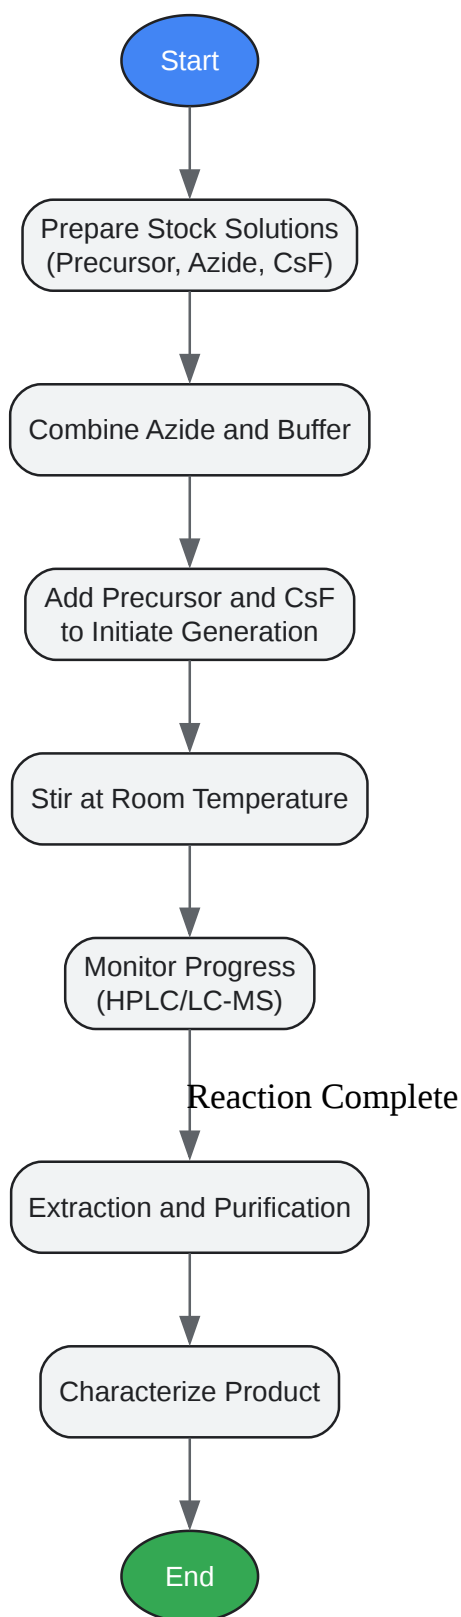 Start
Prepare Stock Solutions
(Precursor, Azide, CsF)
Combine Azide and Buffer
Add Precursor and CsF
to Initiate Generation
Stir at Room Temperature
Monitor Progress
(HPLC/LC-MS)
Reaction Complete
Extraction and Purification
Characterize Product
End